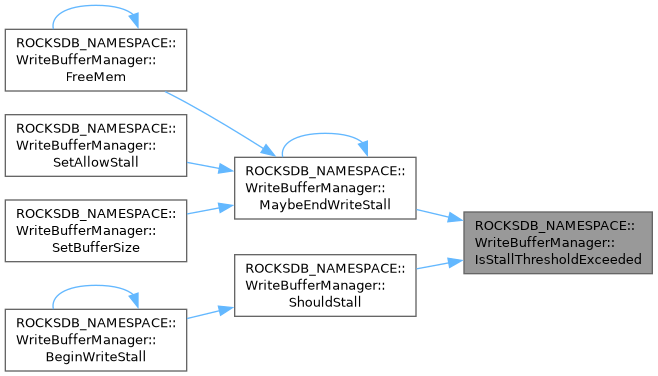 ROCKSDB_NAMESPACE::
WriteBufferManager::
FreeMem
ROCKSDB_NAMESPACE::
WriteBufferManager::
SetAllowStall
ROCKSDB_NAMESPACE::
WriteBufferManager::
SetBufferSize
ROCKSDB_NAMESPACE::
WriteBufferManager::
BeginWriteStall
ROCKSDB_NAMESPACE::
WriteBufferManager::
MaybeEndWriteStall
ROCKSDB_NAMESPACE::
WriteBufferManager::
ShouldStall
ROCKSDB_NAMESPACE::
WriteBufferManager::
IsStallThresholdExceeded